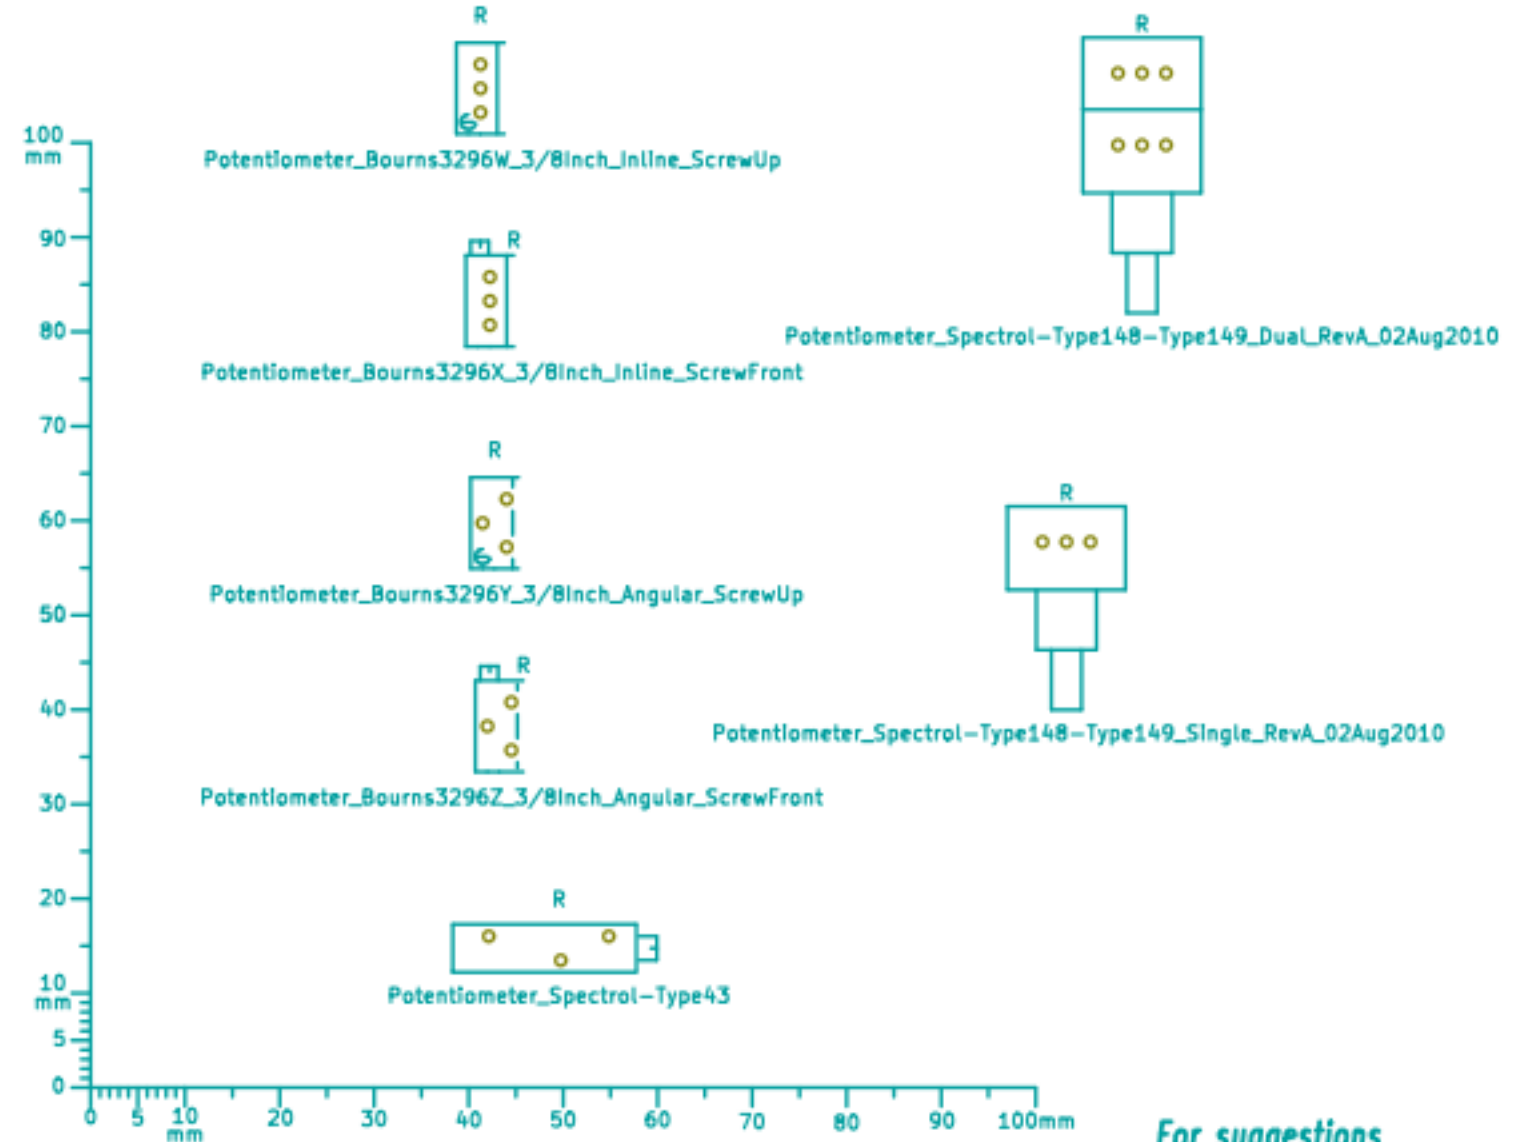 R
R
Potentiometer_Bourns3296W_3/8Inch_Inline_ScrewUp
100
mm
90
R
80
Potentiometer_Spectrol-Type148-Type149_Dual_RevA_02Aug2010
Potentiometer_Bourns3296X_3/8Inch_Inline_ScrewFront
70
R
60
R
Potentiometer_Bourns3296Y_3/8Inch_Angular_ScrewUp
50
R
40
Potentiometer_Spectrol-Type148-Type149_Single_RevA_02Aug2010
Potentiometer_Bourns3296Z_3/8Inch_Angular_ScrewFront
30
20
R
10
mm
Potentiometer_Spectrol-Type43
5
0
0 5 10 20 30 40 50 60 70 80 90 100mm
mm
For suggestions